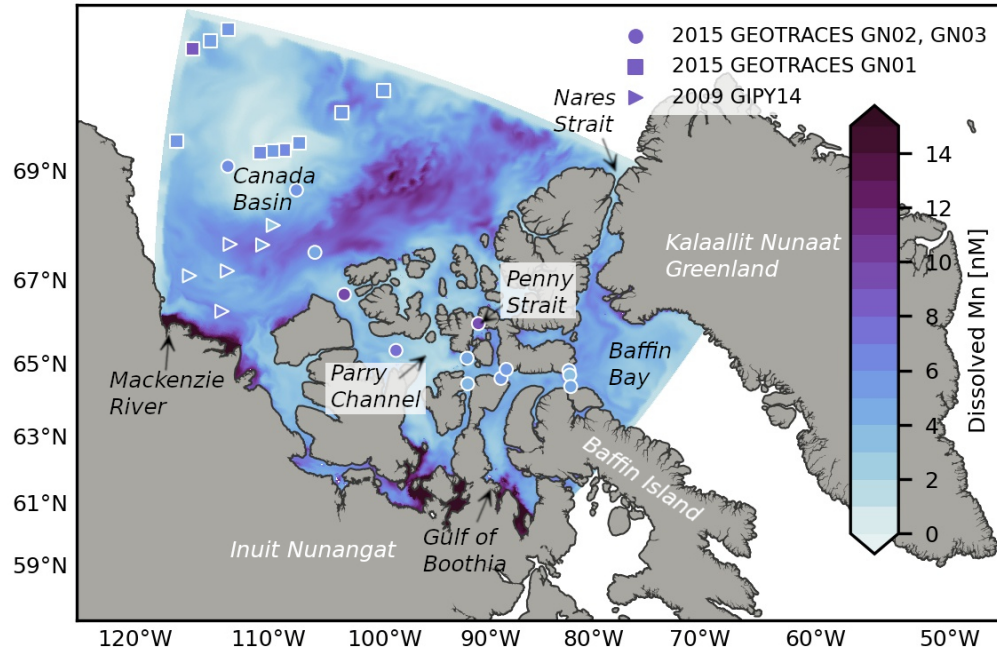 2015 GEOTRACES GN02, GN03
2015 GEOTRACES GN01
2009 GIPY14
Nares
Strait
Canada
Basin
Kalaallit Nunaat
Greenland
Penny
Strait
Baffin
Bay
Parry
Channel
Mackenzie
River
Baffin Island
Gulf of
Boothia
Inuit Nunangat
69°N
67°N
65°N
63°N
61°N
59°N
120°W
110°W
100°W
90°W
80°W
70°W
60°W
50°W
14
12
10
8
6
4
2
0
Dissolved Mn [nM]